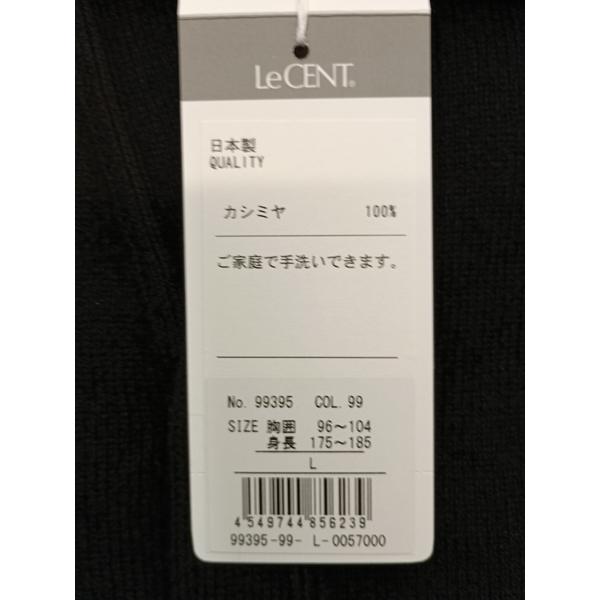 LeCENT®
日本製
QUALITY
カシミヤ 100%
ご家庭で手洗いできます。
No. 99395 COL. 99
SIZE 胸囲 96～104
身長 175～185
L
4549744856239
99395-99- L-0057000